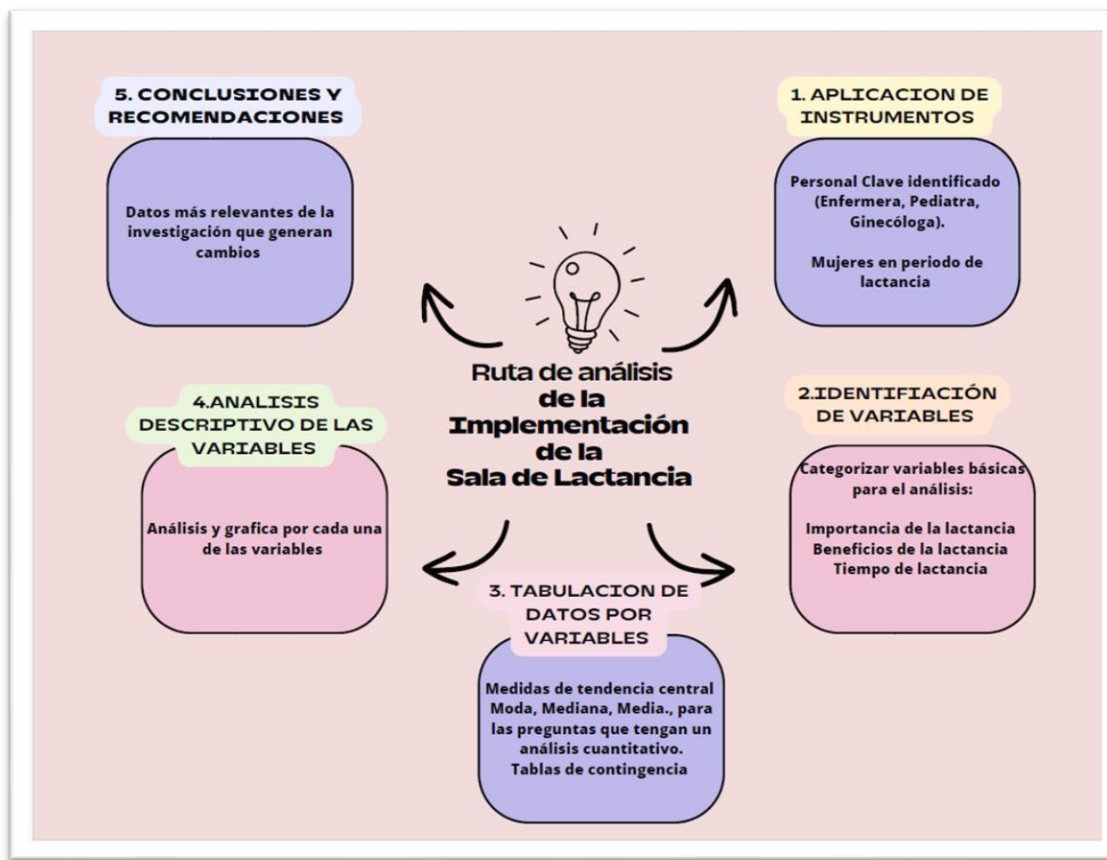 5. CONCLUSIONES Y
RECOMENDACIONES
Datos más relevantes de la
investigación que generan
cambios
1. APLICACION DE
INSTRUMENTOS
Personal Clave identificado
(Enfermera, Pediatra,
Ginecóloga).
Mujeres en periodo de
lactancia
Ruta de análisis
de la
Implementación
de la
Sala de Lactancia
4.ANALISIS
DESCRIPTIVO DE LAS
VARIABLES
Análisis y grafica por cada una
de las variables
2.IDENTIFIACIÓN
DE VARIABLES
Categorizar variables básicas
para el análisis:
Importancia de la lactancia
Beneficios de la lactancia
Tiempo de lactancia
3. TABULACION DE
DATOS POR
VARIABLES
Medidas de tendencia central
Moda, Mediana, Media., para
las preguntas que tengan un
análisis cuantitativo.
Tablas de contingencia